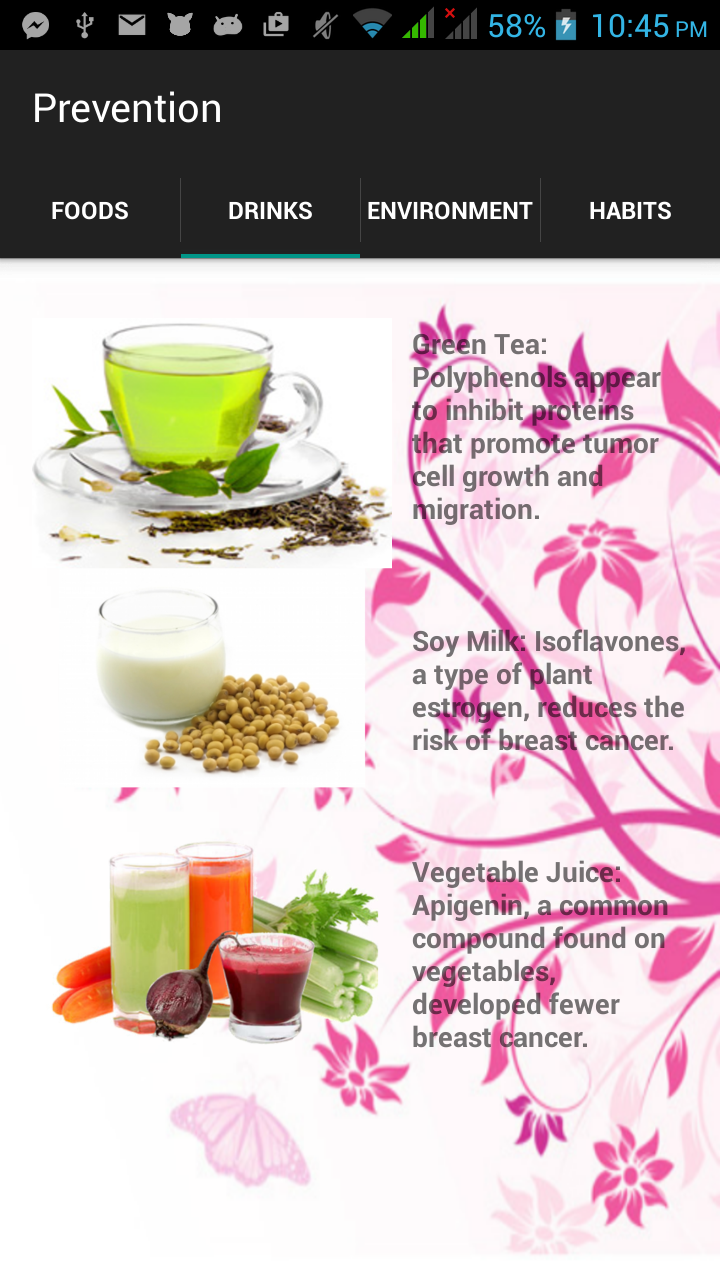 58% 10:45 PM
Prevention
FOODS DRINKS ENVIRONMENT HABITS
Green Tea:
Polyphenols appear
to inhibit proteins
that promote tumor
cell growth and
migration.
Soy Milk: Isoflavones,
a type of plant
estrogen, reduces the
risk of breast cancer.
Vegetable Juice:
Apigenin, a common
compound found on
vegetables,
developed fewer
breast cancer.